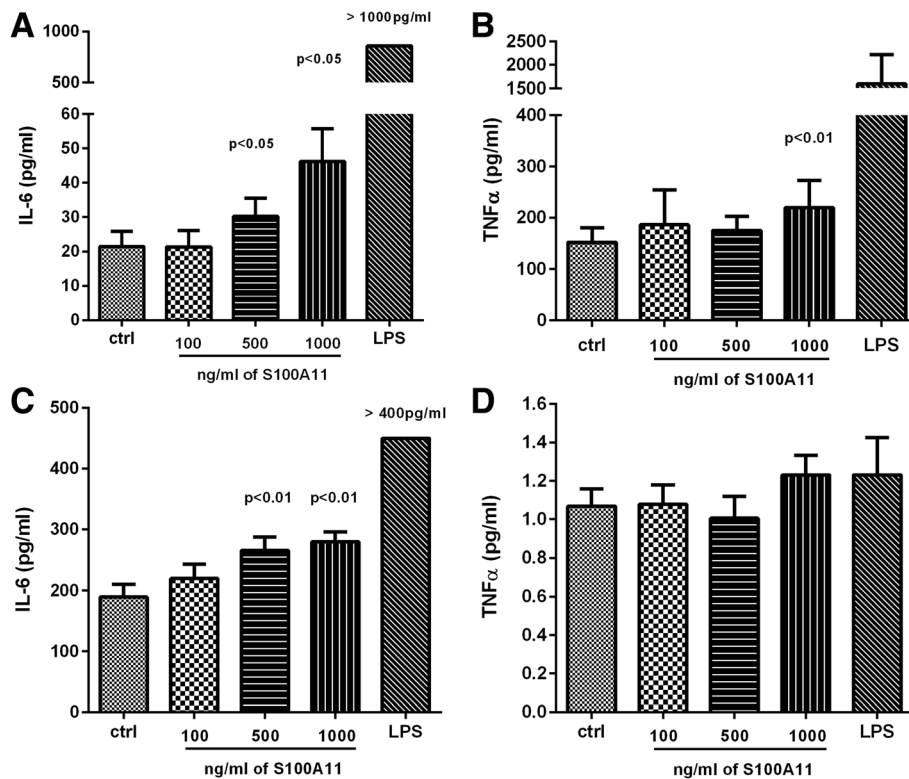 A
> 1000pg/ml
1000
500
60
50
40
30
20
10
0
IL-6 (pg/ml)
p<0.05
p<0.05
ctrl
100
500
1000
LPS
ng/ml of S100A11
B
2500
2000
1500
400
300
200
100
0
TNFα (pg/ml)
p<0.01
ctrl
100
500
1000
LPS
ng/ml of S100A11
C
> 400pg/ml
500
400
300
200
100
0
IL-6 (pg/ml)
p<0.01
p<0.01
ctrl
100
500
1000
LPS
ng/ml of S100A11
D
1.6
1.4
1.2
1.0
0.8
0.6
0.4
0.2
0.0
TNFα (pg/ml)
ctrl
100
500
1000
LPS
ng/ml of S100A11